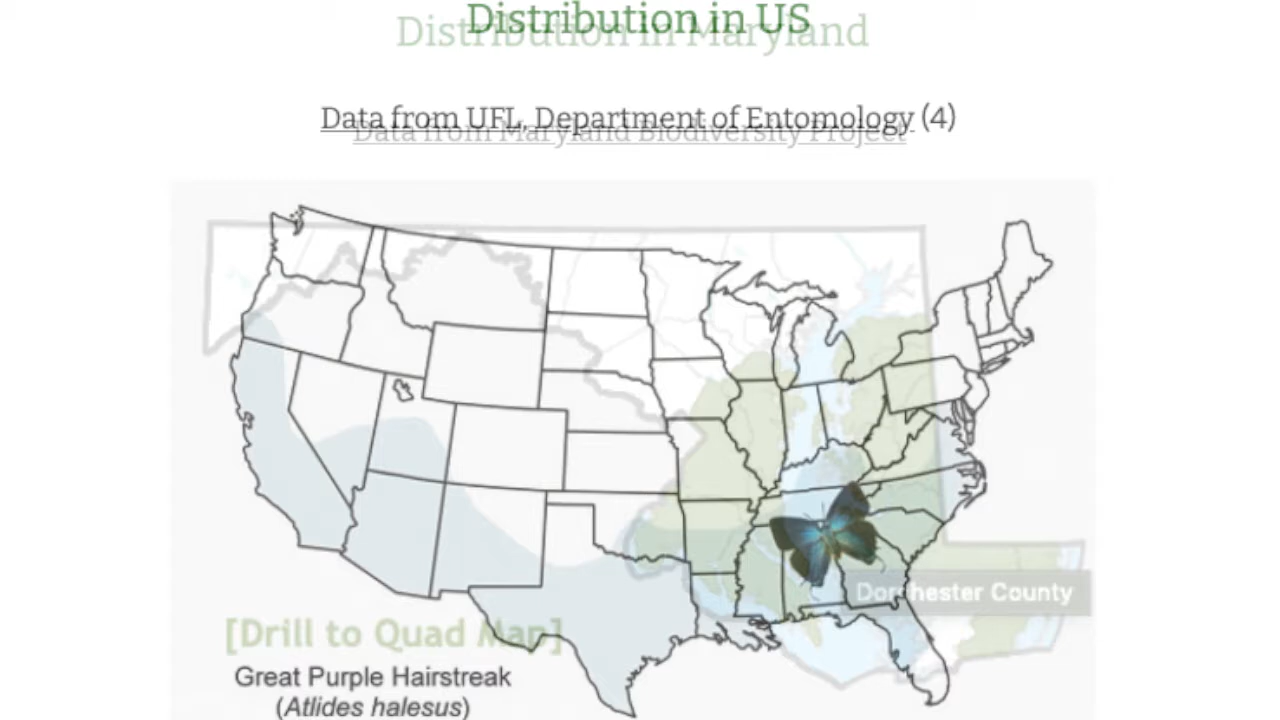 Distribution in US
Distribution in Maryland
Data from UFL, Department of Entomology (4)
Data from Maryland Biodiversity Project
Dorchester County
[Drill to Quad Map]
Great Purple Hairstreak
(Atlides halesus)